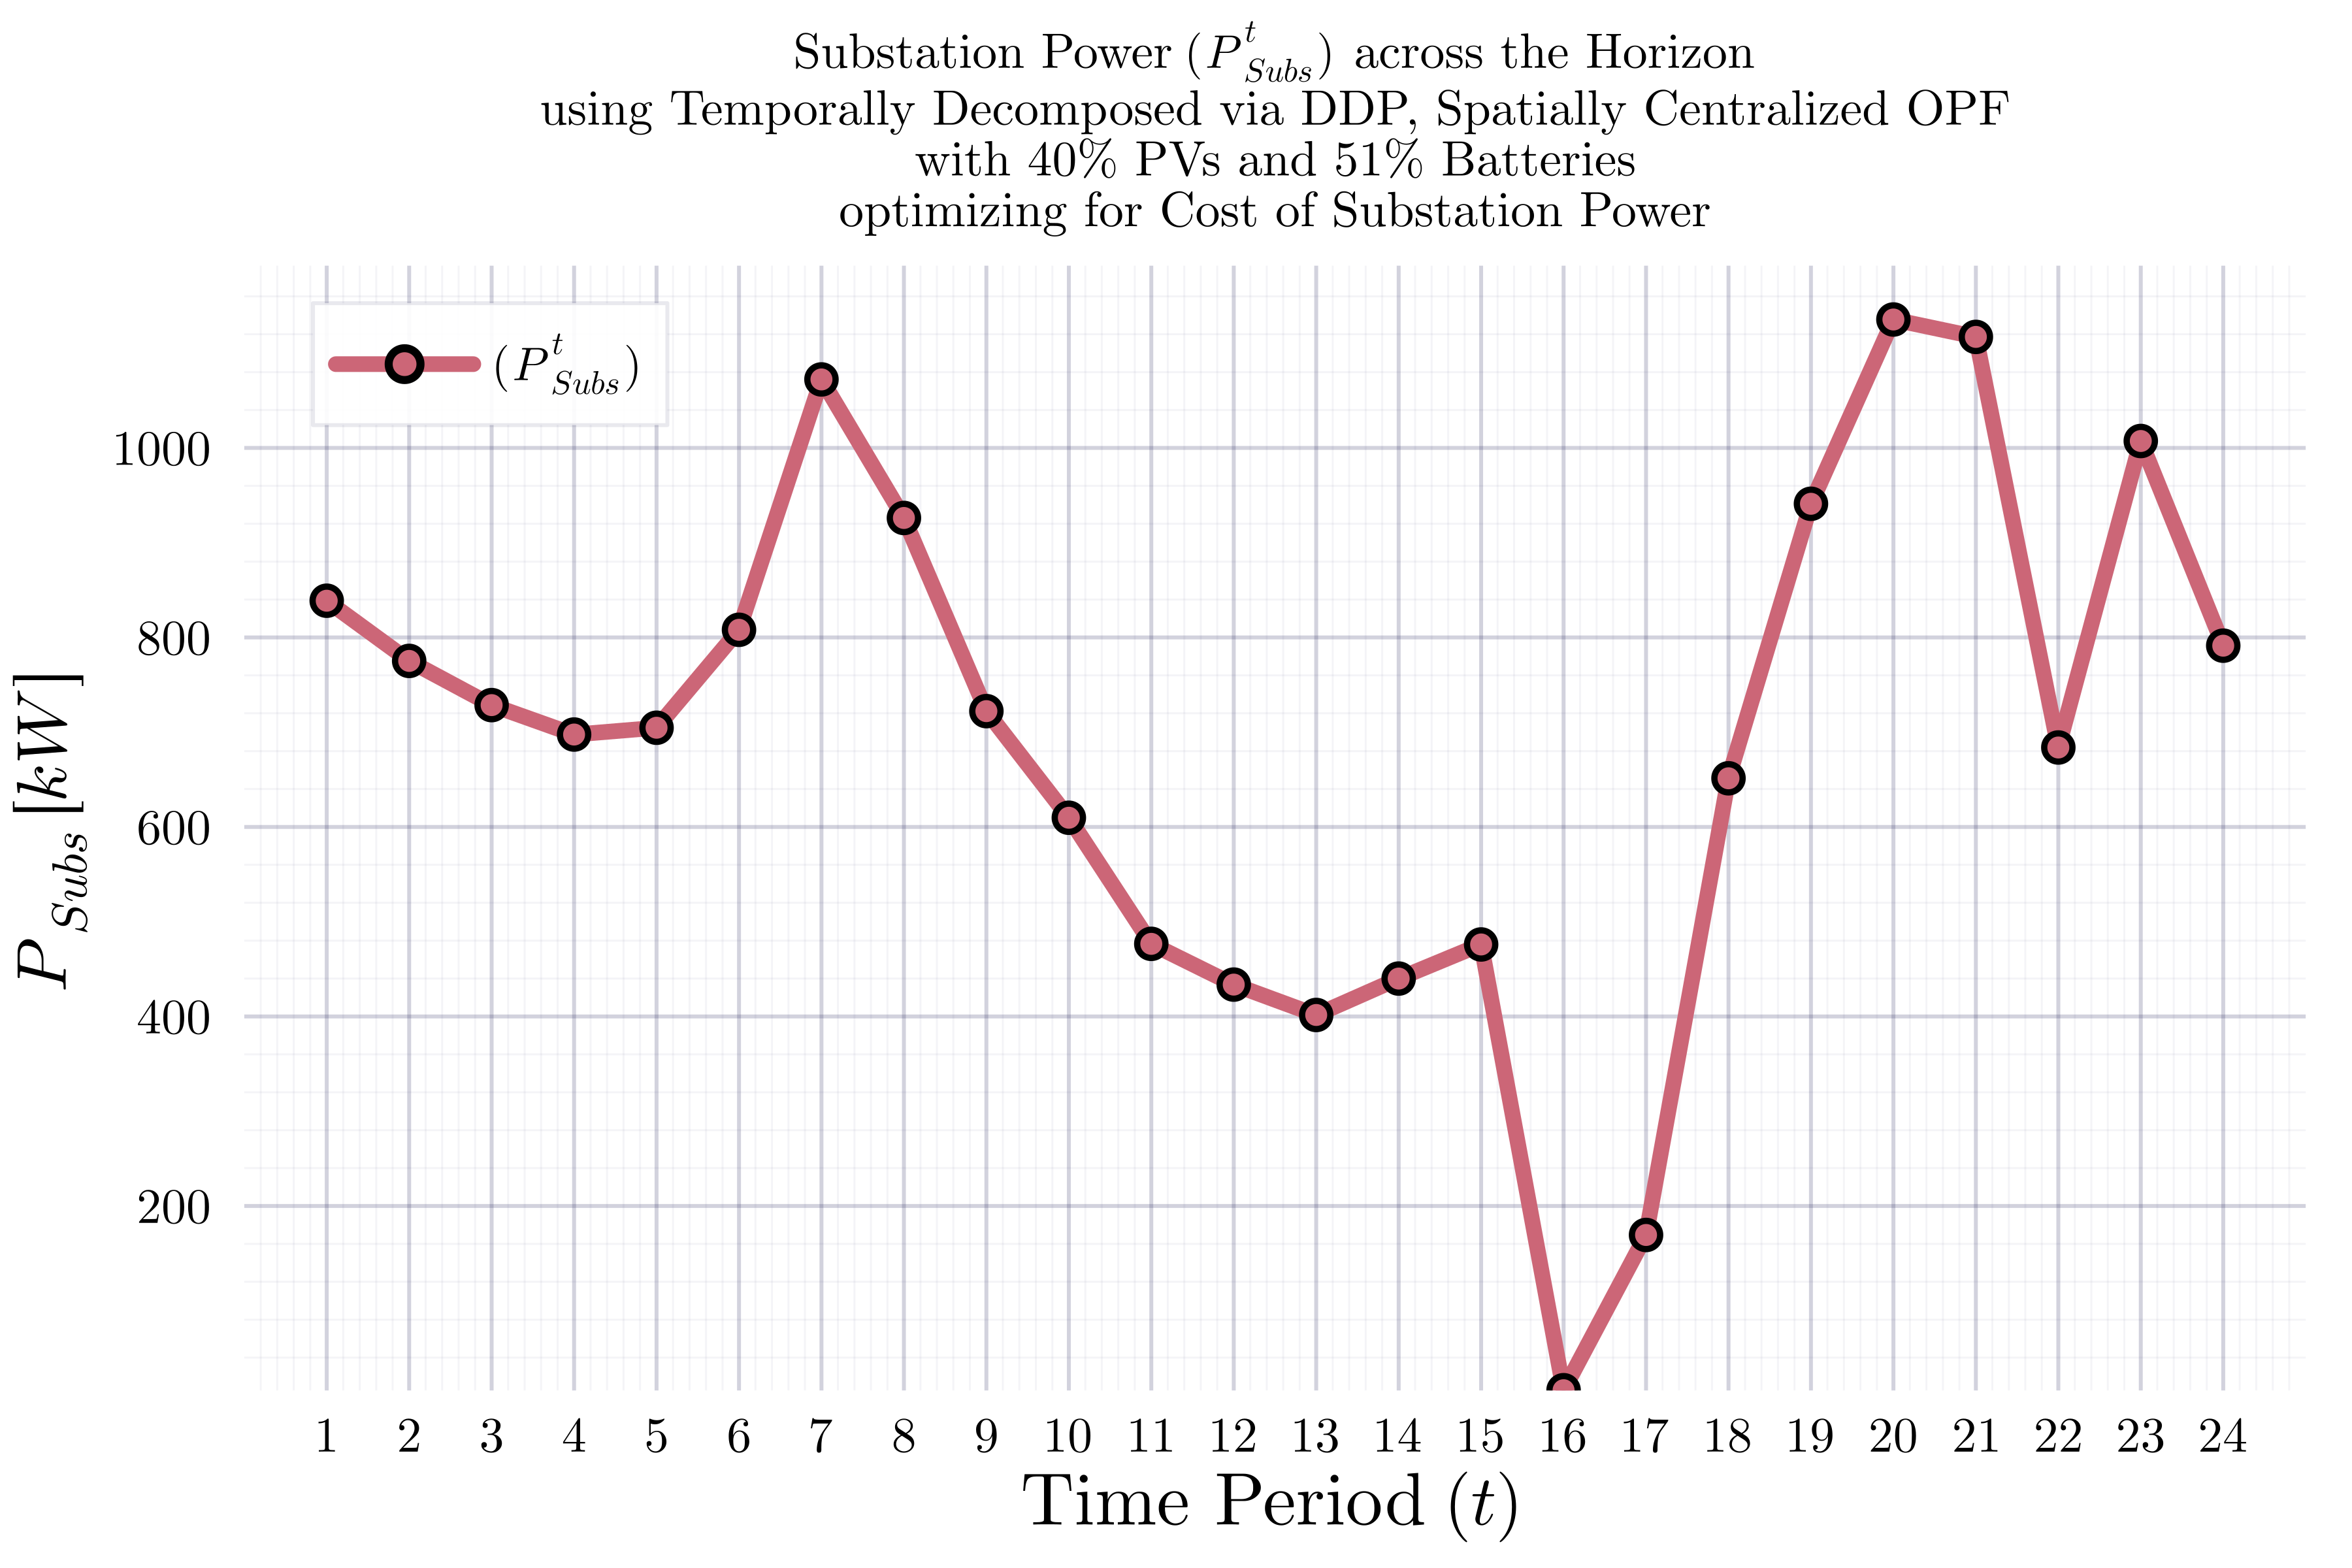 Substation Power (P^t_Subs) across the Horizon
using Temporally Decomposed via DDP, Spatially Centralized OPF
with 40% PVs and 51% Batteries
optimizing for Cost of Substation Power
(P^t_Subs)
1000
800
600
400
200
P_Subs [kW]
1 2 3 4 5 6 7 8 9 10 11 12 13 14 15 16 17 18 19 20 21 22 23 24
Time Period (t)